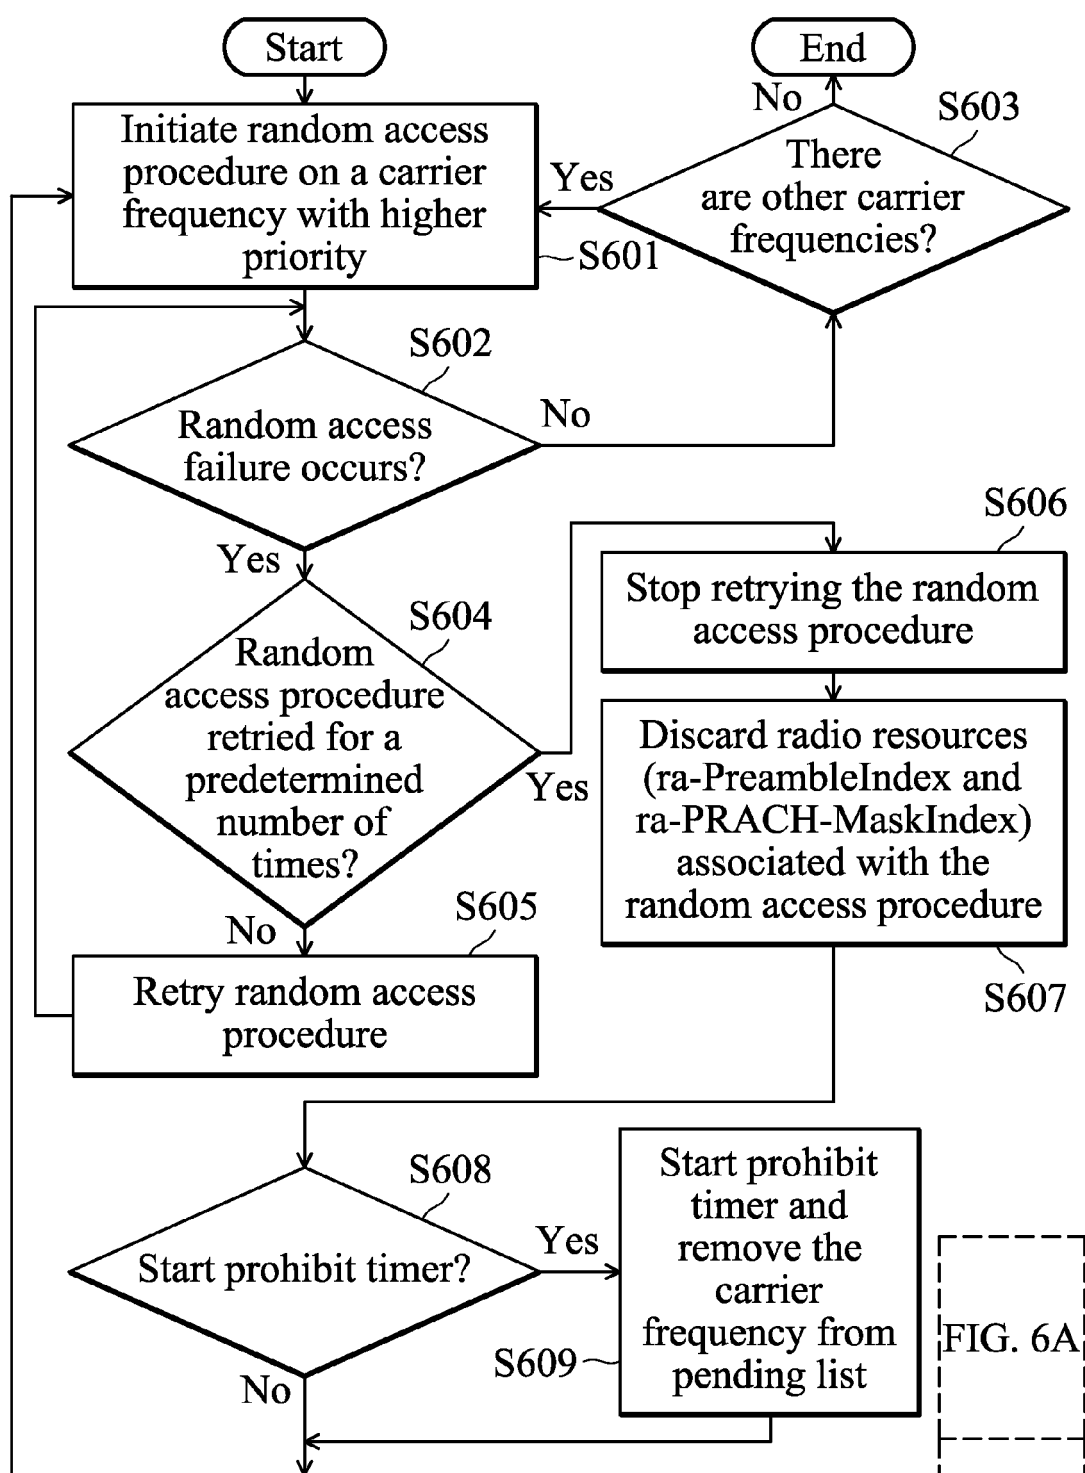 Start
End
No
S603
Initiate random access
procedure on a carrier
frequency with higher
priority
S601
Yes
There
are other carrier
frequencies?
S602
Random access
failure occurs?
No
Yes
S604
Random
access procedure
retried for a
predetermined
number of
times?
Yes
No
S605
Retry random access
procedure
S606
Stop retrying the random
access procedure
Discard radio resources
(ra-PreambleIndex and
ra-PRACH-MaskIndex)
associated with the
random access procedure
S607
S608
Start prohibit timer?
Yes
No
Start prohibit
timer and
remove the
carrier
frequency from
pending list
S609
FIG. 6A